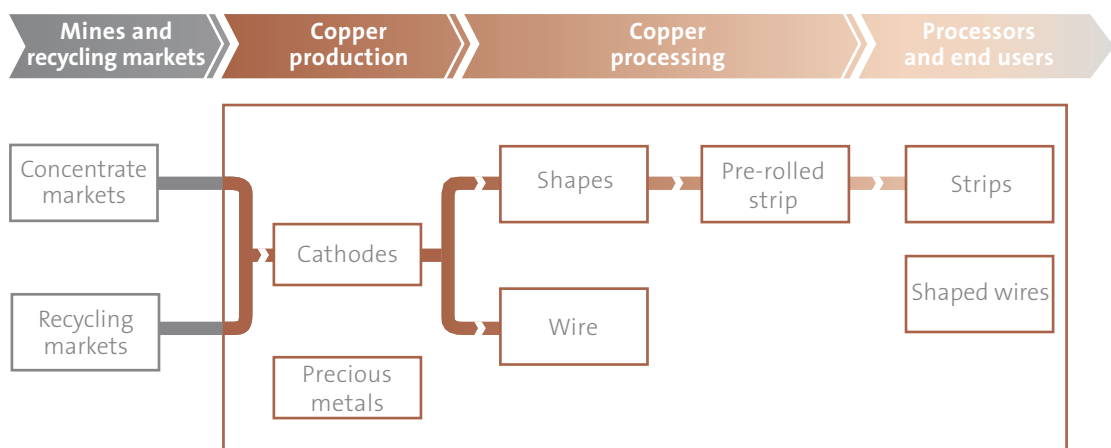 Mines and
recycling markets
Copper
production
Copper
processing
Processors
and end users
Concentrate
markets
Recycling
markets
Cathodes
Precious
metals
Shapes
Wire
Pre-rolled
strip
Strips
Shaped wires